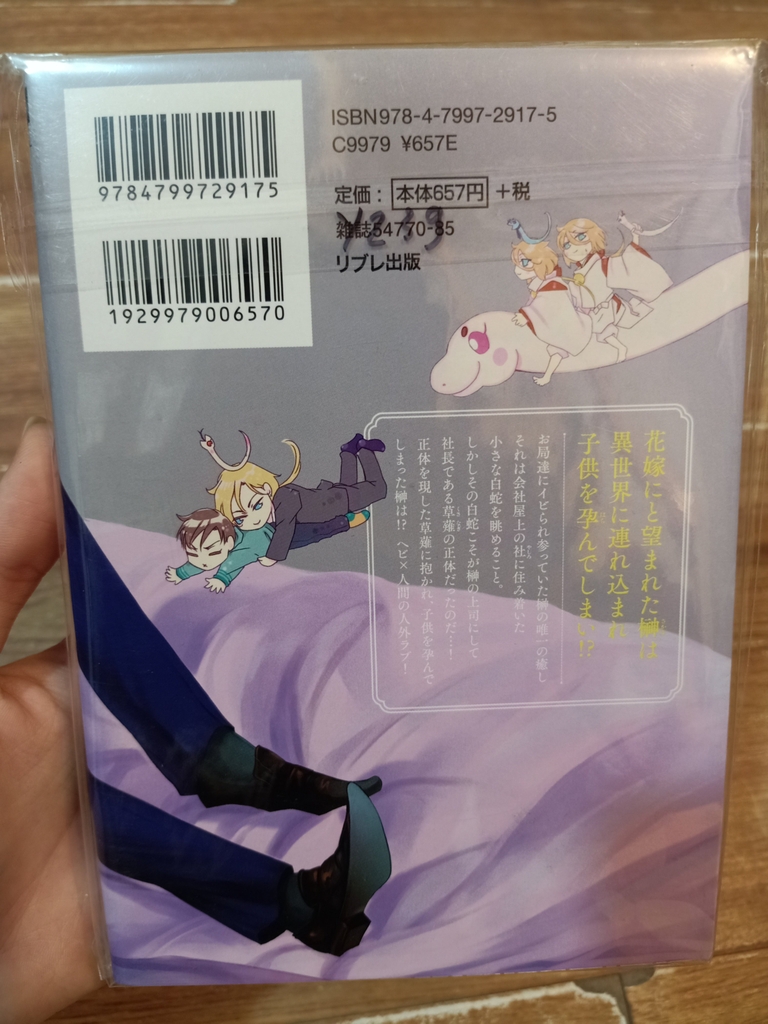 ISBN978-4-7997-2917-5
C9979 ¥657E
9784799729175
定価：本体657円+税
雑誌54770-85
リブレ出版
1929979006570
花嫁にと望まれた榊は
異世界に連れ込まれ
子供を孕んでしまい!?
お局達にイビられ参っていた榊の唯一の癒し
それは会社屋上の社に住み着いた
小さな白蛇を眺めること。
しかしその白蛇こそが榊の上司にして
社長である草薙の正体だったのだ…!
正体を現した草薙に抱かれ、子供を孕んで
しまった榊は!? ヘビ×人間の人外ラブ!